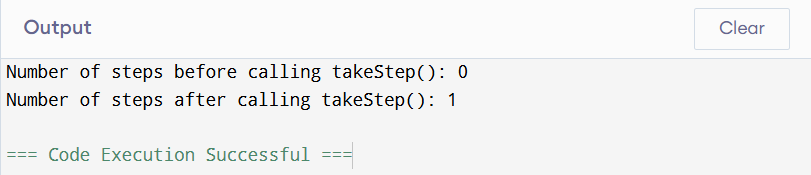 Output
Clear
Number of steps before calling takeStep(): 0
Number of steps after calling takeStep(): 1
=== Code Execution Successful ===